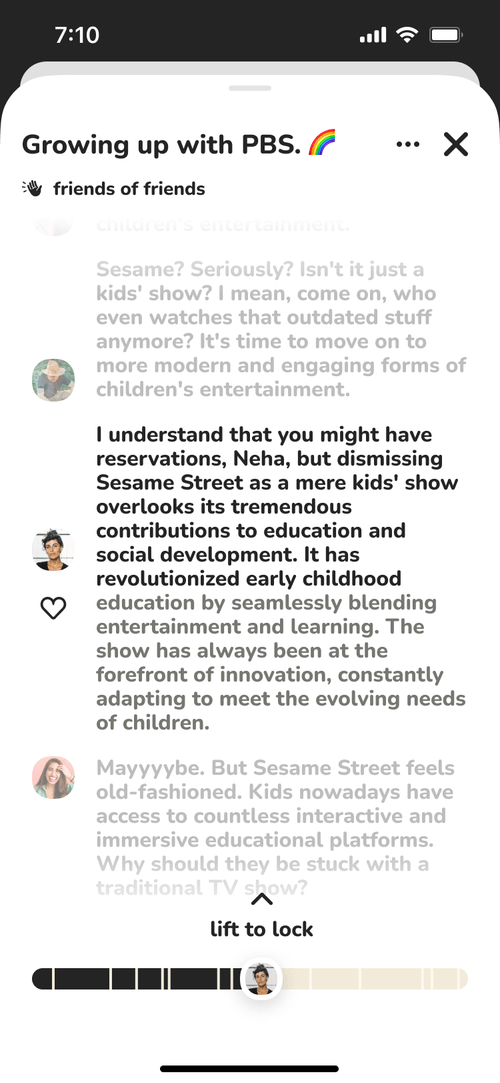 7:10
Growing up with PBS. 🌈
friends of friends
children's entertainment.
Sesame? Seriously? Isn't it just a
kids' show? I mean, come on, who
even watches that outdated stuff
anymore? It's time to move on to
more modern and engaging forms of
children's entertainment.
I understand that you might have
reservations, Neha, but dismissing
Sesame Street as a mere kids' show
overlooks its tremendous
contributions to education and
social development. It has
revolutionized early childhood
education by seamlessly blending
entertainment and learning. The
show has always been at the
forefront of innovation, constantly
adapting to meet the evolving needs
of children.
Mayyyybe. But Sesame Street feels
old-fashioned. Kids nowadays have
access to countless interactive and
immersive educational platforms.
Why should they be stuck with a
traditional TV show?
lift to lock